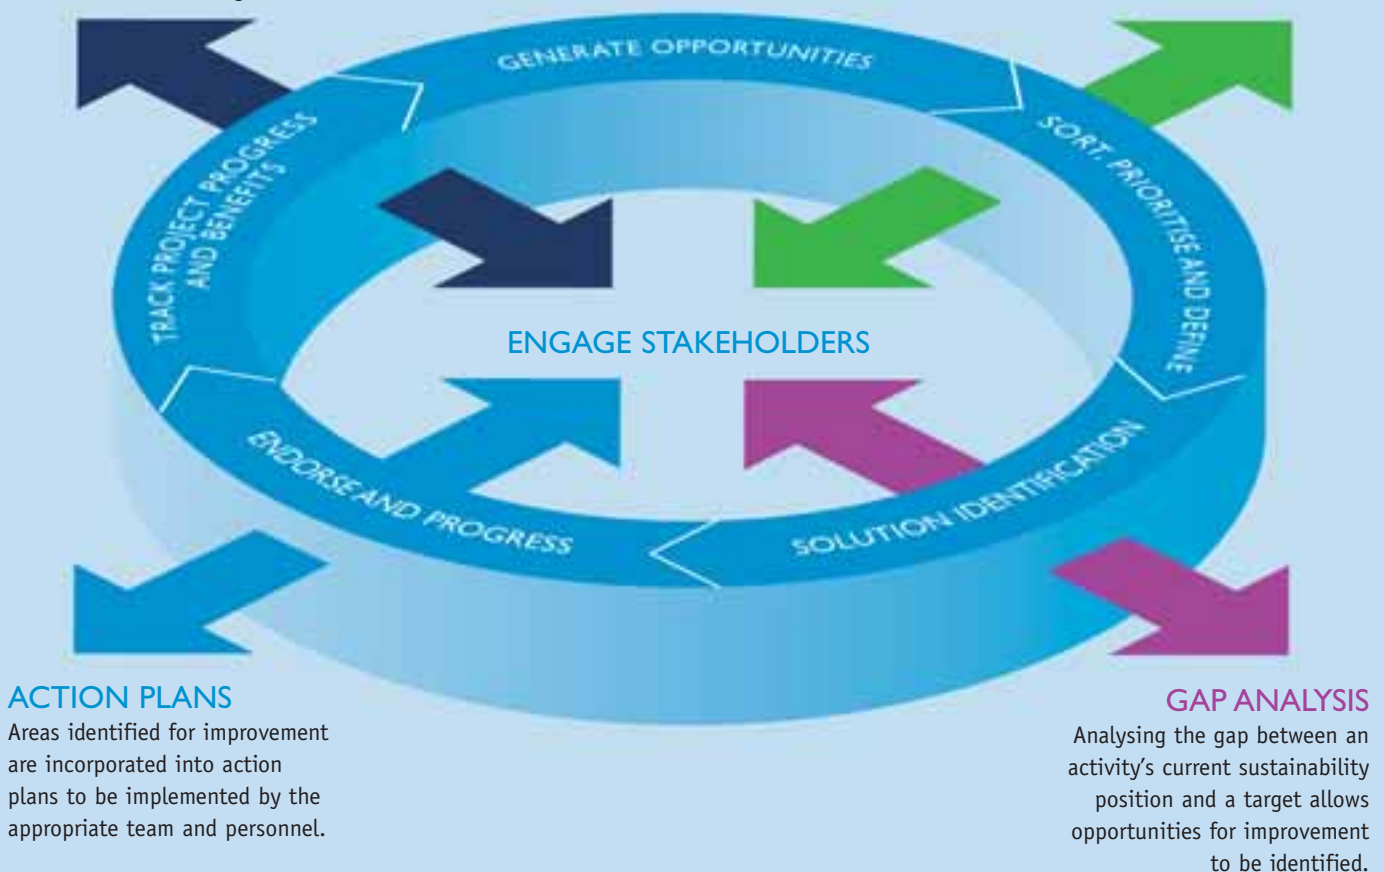 GENERATE OPPORTUNITIES
SORT, PRIORITISE AND DEFINE
SOLUTION IDENTIFICATION
ENDORSE AND PROGRESS
TRACK PROJECT PROGRESS
AND BENEFITS
ENGAGE STAKEHOLDERS
ACTION PLANS
Areas identified for improvement
are incorporated into action
plans to be implemented by the
appropriate team and personnel.
GAP ANALYSIS
Analysing the gap between an
activity’s current sustainability
position and a target allows
opportunities for improvement
to be identified.